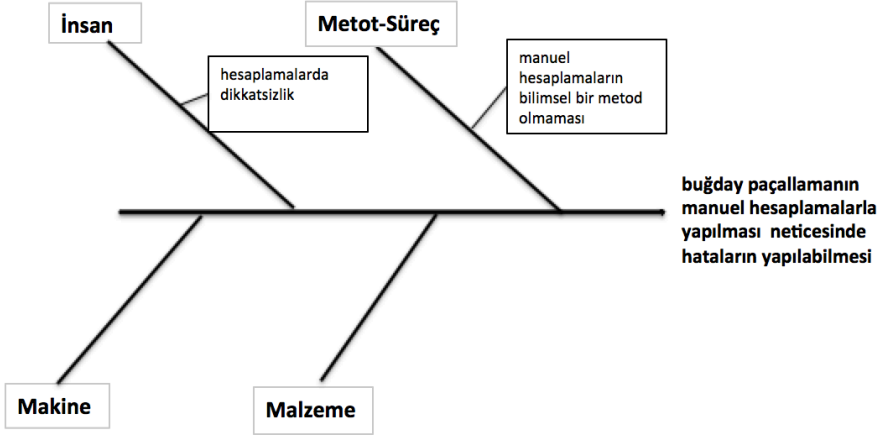 İnsan
Metot-Süreç
hesaplamalarda
dikkatsizlik
manuel
hesaplamaların
bilimsel bir metod
olmaması
buğday paçallamanın
manuel hesaplamalarla
yapılması neticesinde
hataların yapılabilmesi
Makine
Malzeme